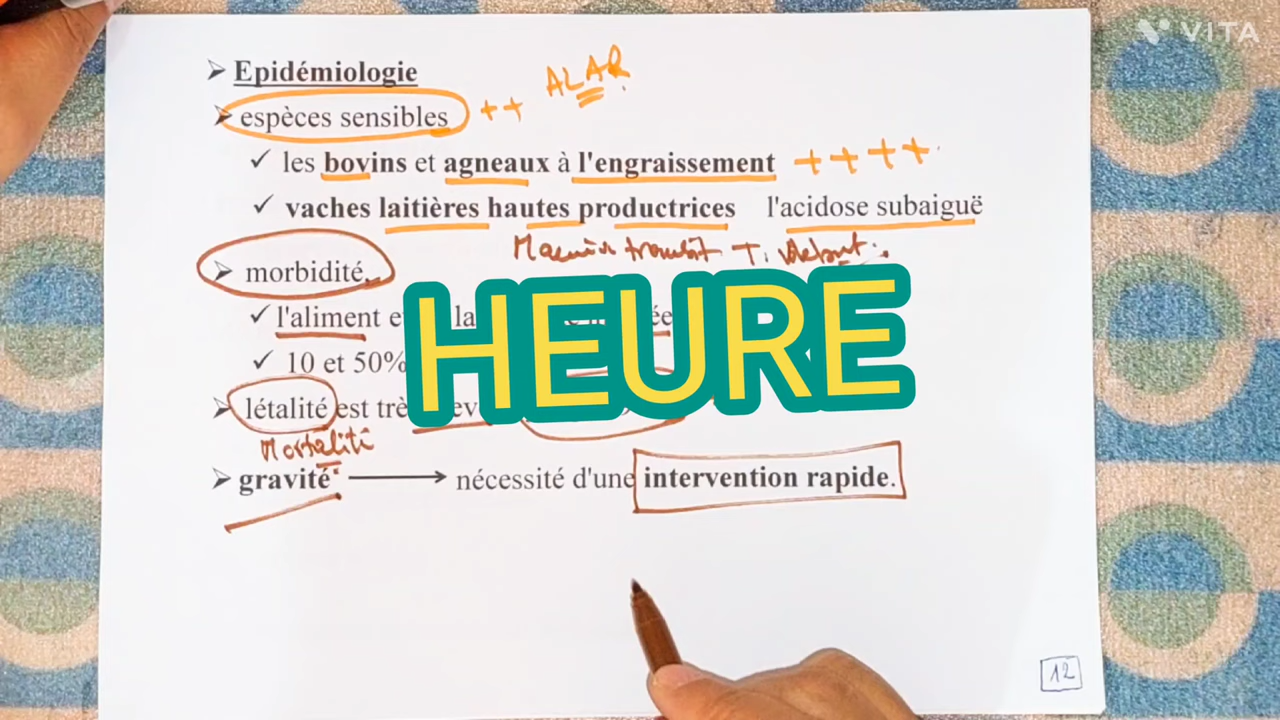 VITA
➢ Epidémiologie
➢ espèces sensibles ++ ALAR
✓ les bovins et agneaux à l'engraissement ++++
✓ vaches laitières hautes productrices l'acidose subaiguë
➢ morbidité
✓ l'aliment
HEURE
✓ 10 et 50%
➢ létalité est
Mortalité
➢ gravité → nécessité d'une intervention rapide.
12